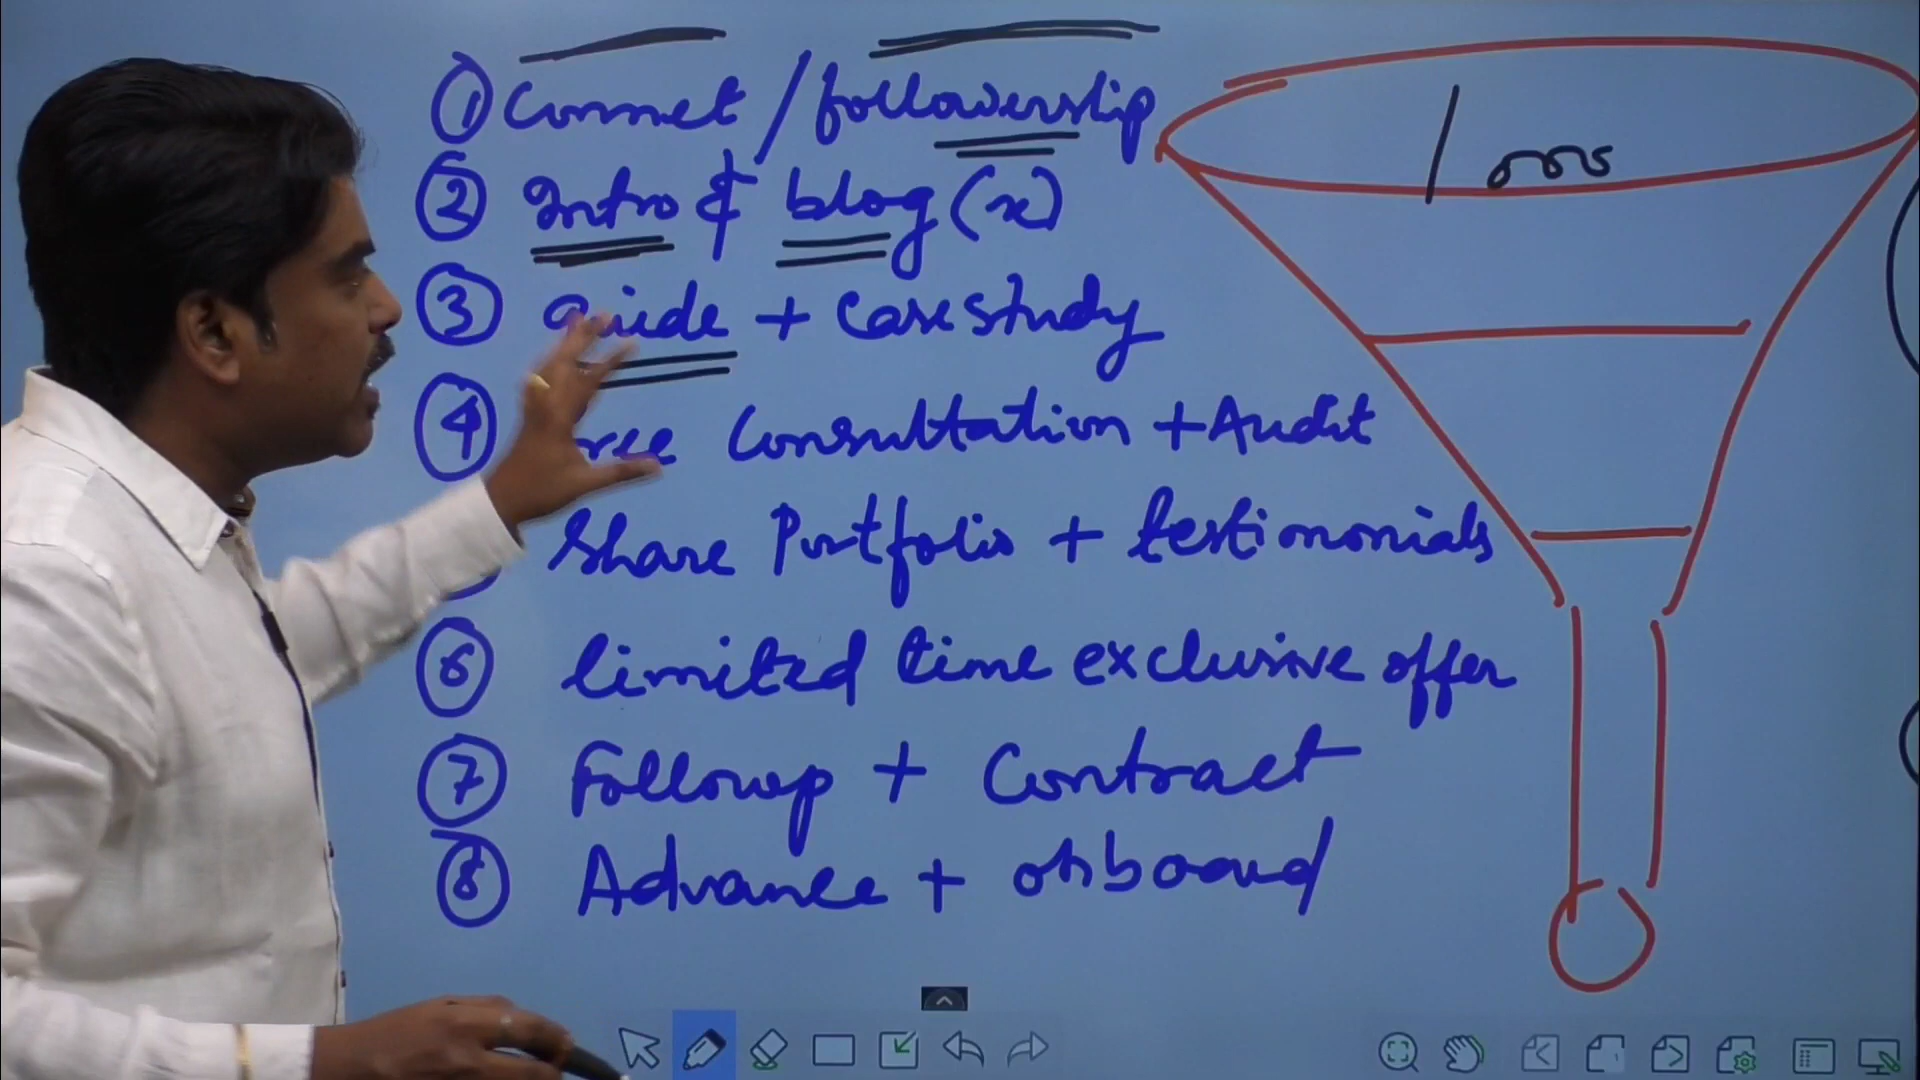 ① Connect / followership
② Intro & blog (x)
③ Guide + Case study
④ Free Consultation + Audit
Share Portfolio + testimonials
⑥ limited time exclusive offer
⑦ Followup + Contract
⑧ Advance + onboard
1000